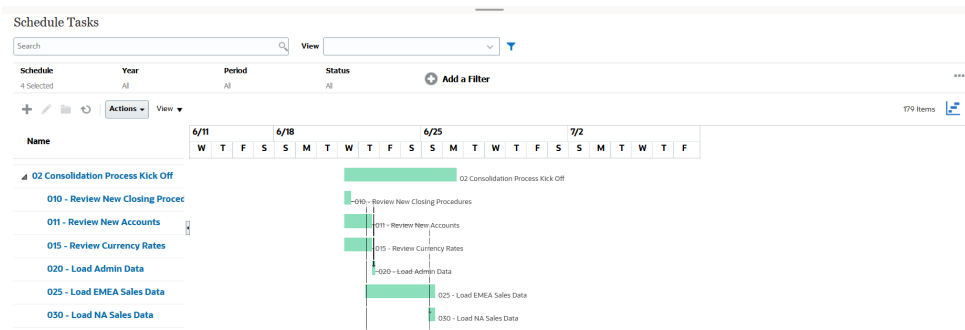 Schedule Tasks
Search
View
Schedule Year Period Status
4 Selected All All All
Add a Filter
Actions View 179 Items
Name
6/11 6/18 6/25 7/2
W T F S S M T W T F S S M T W T F S S M T W T F
02 Consolidation Process Kick Off 02 Consolidation Process Kick Off
010 - Review New Closing Proced 010 - Review New Closing Procedures
011 - Review New Accounts 011 - Review New Accounts
015 - Review Currency Rates 015 - Review Currency Rates
020 - Load Admin Data 020 - Load Admin Data
025 - Load EMEA Sales Data 025 - Load EMEA Sales Data
030 - Load NA Sales Data 030 - Load NA Sales Data